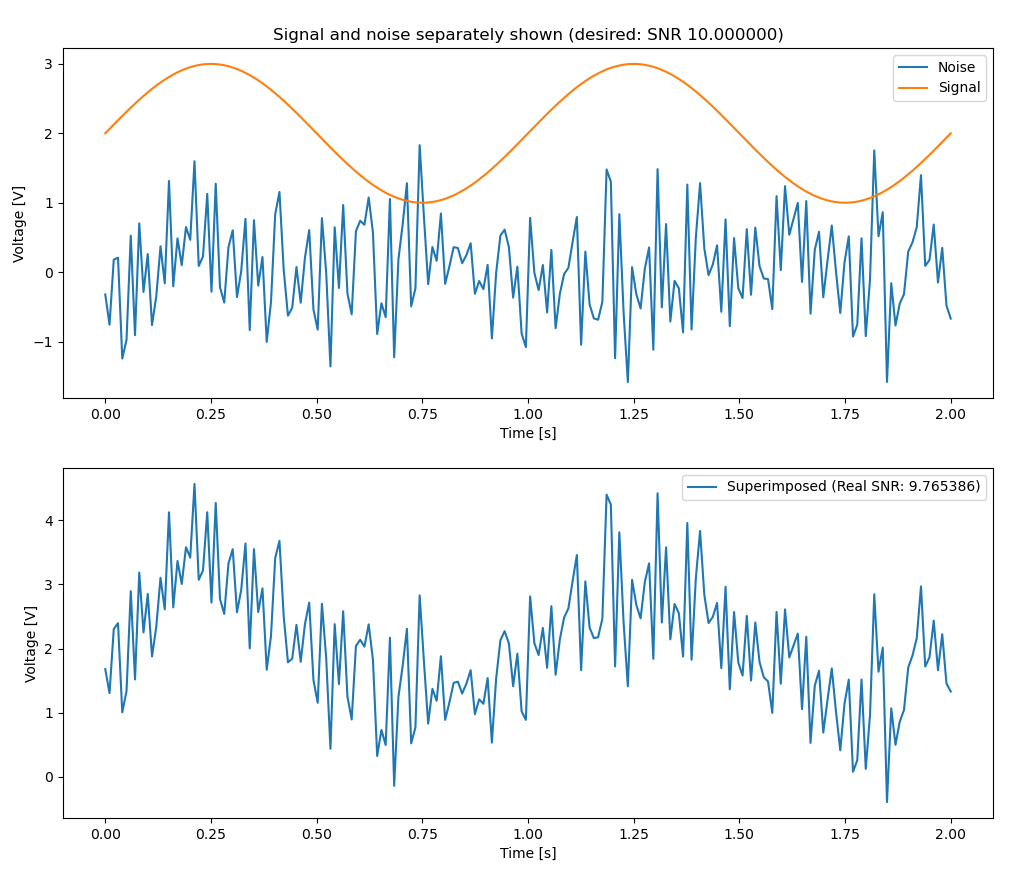 Signal and noise separately shown (desired: SNR 10.000000)
Noise
Signal
Voltage [V]
3
2
1
0
−1
0.00 0.25 0.50 0.75 1.00 1.25 1.50 1.75 2.00
Time [s]
Superimposed (Real SNR: 9.765386)
Voltage [V]
4
3
2
1
0
0.00 0.25 0.50 0.75 1.00 1.25 1.50 1.75 2.00
Time [s]